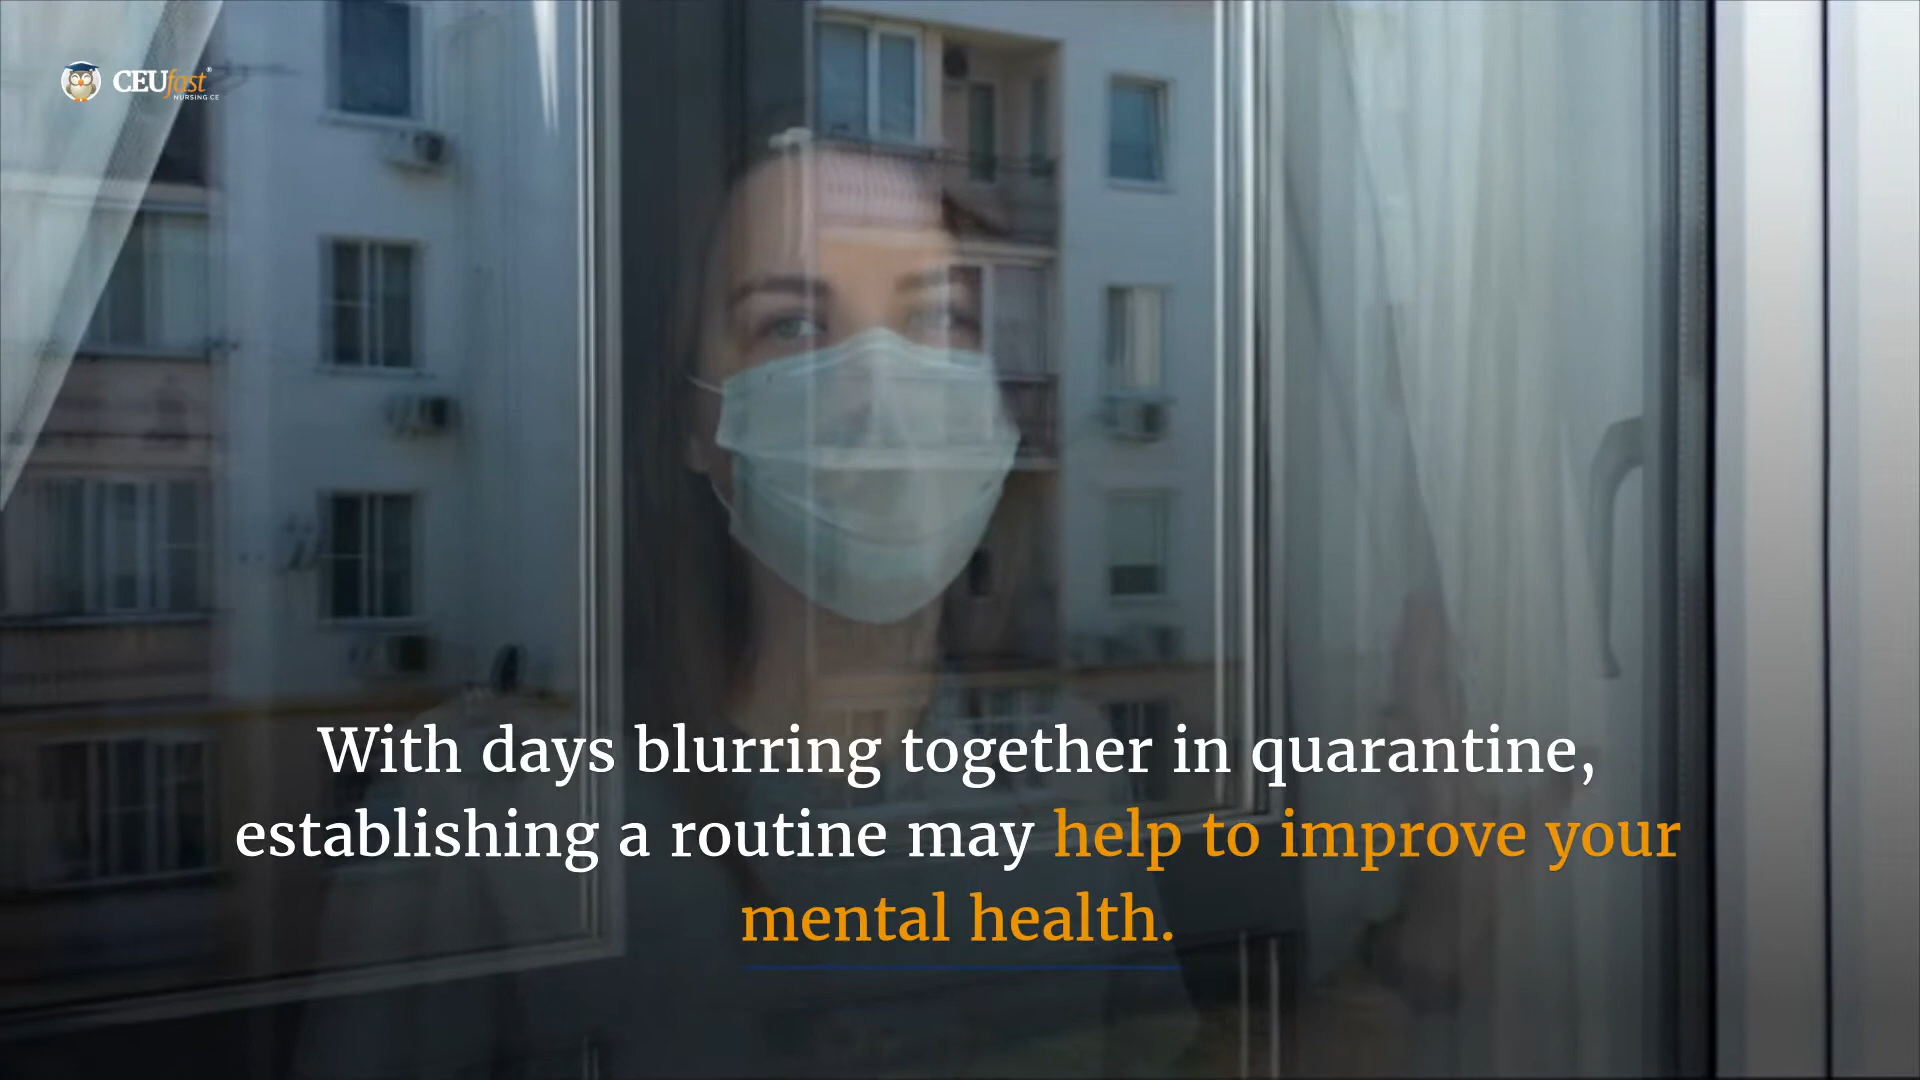 CEUfast®
NURSING CE
With days blurring together in quarantine,
establishing a routine may help to improve your
mental health.